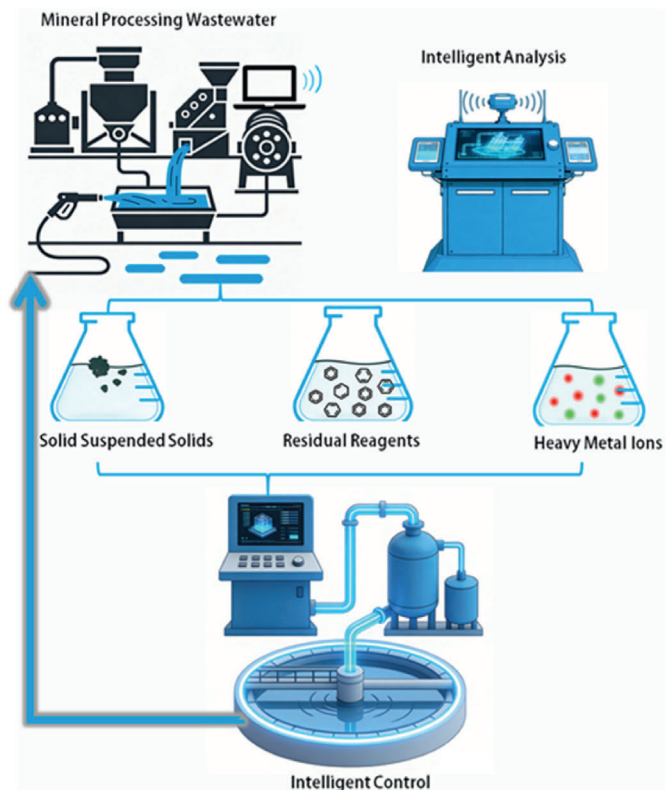 Mineral Processing Wastewater
Intelligent Analysis
Solid Suspended Solids
Residual Reagents
Heavy Metal Ions
Intelligent Control